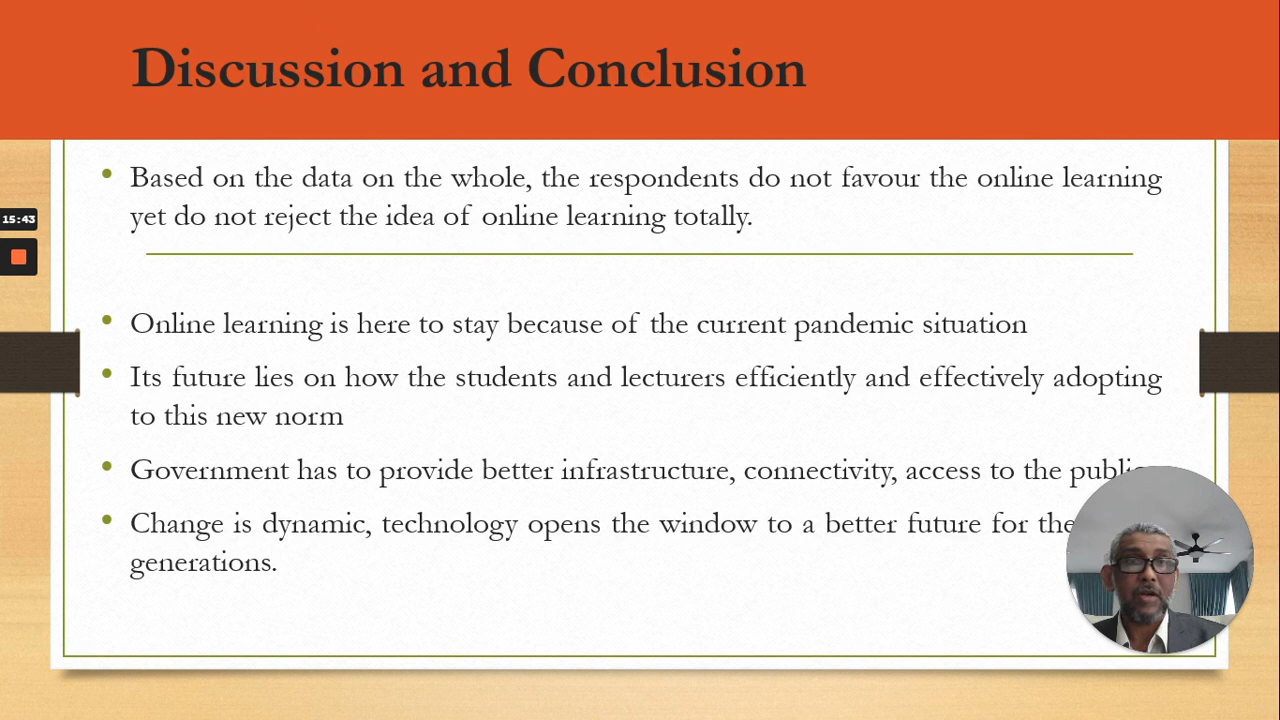 Discussion and Conclusion
• Based on the data on the whole, the respondents do not favour the online learning
yet do not reject the idea of online learning totally.
15:43
• Online learning is here to stay because of the current pandemic situation
• Its future lies on how the students and lecturers efficiently and effectively adopting
to this new norm
• Government has to provide better infrastructure, connectivity, access to the
• Change is dynamic, technology opens the window to a better future for the
generations.